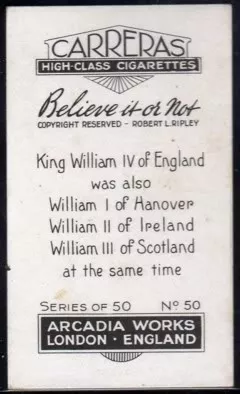 CARRERAS
HIGH-CLASS CIGARETTES
Believe it or Not
COPYRIGHT RESERVED - ROBERT L. RIPLEY
King William IV of England
was also
William I of Hanover
William II of Ireland
William III of Scotland
at the same time
SERIES OF 50 No 50
ARCADIA WORKS
LONDON · ENGLAND